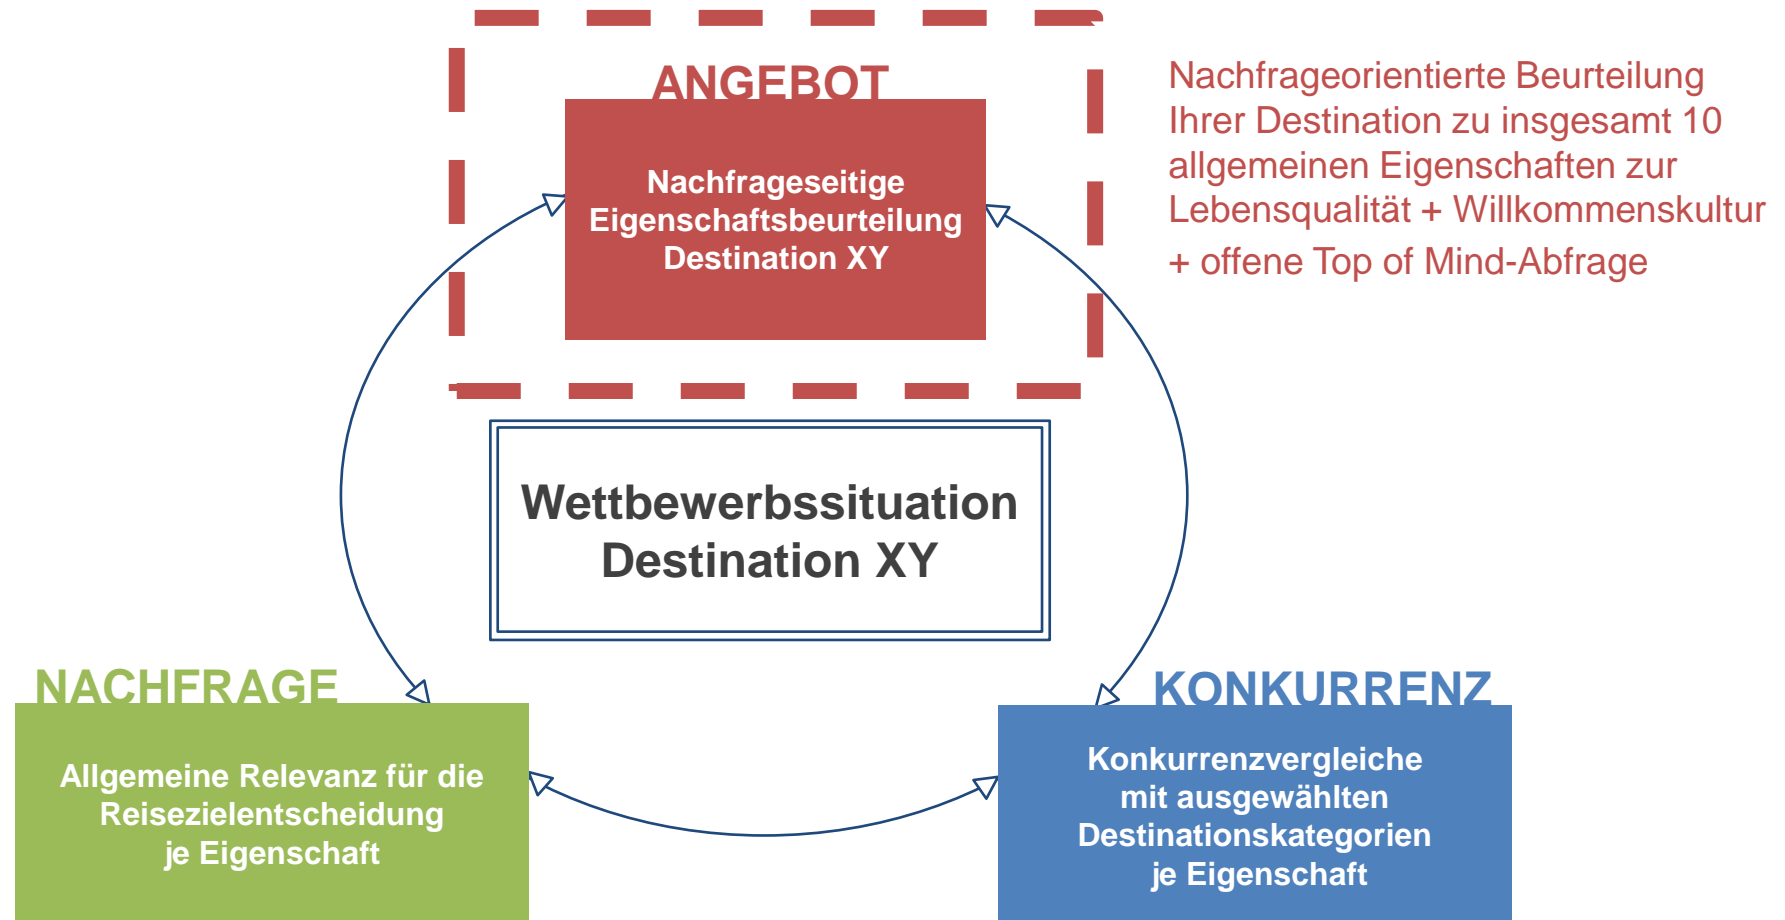 ANGEBOT
Nachfrageseitige
Eigenschaftsbeurteilung
Destination XY
Nachfrageorientierte Beurteilung
Ihrer Destination zu insgesamt 10
allgemeinen Eigenschaften zur
Lebensqualität + Willkommenskultur
+ offene Top of Mind-Abfrage
Wettbewerbssituation
Destination XY
NACHFRAGE
Allgemeine Relevanz für die
Reisezielentscheidung
je Eigenschaft
KONKURRENZ
Konkurrenzvergleiche
mit ausgewählten
Destinationskategorien
je Eigenschaft